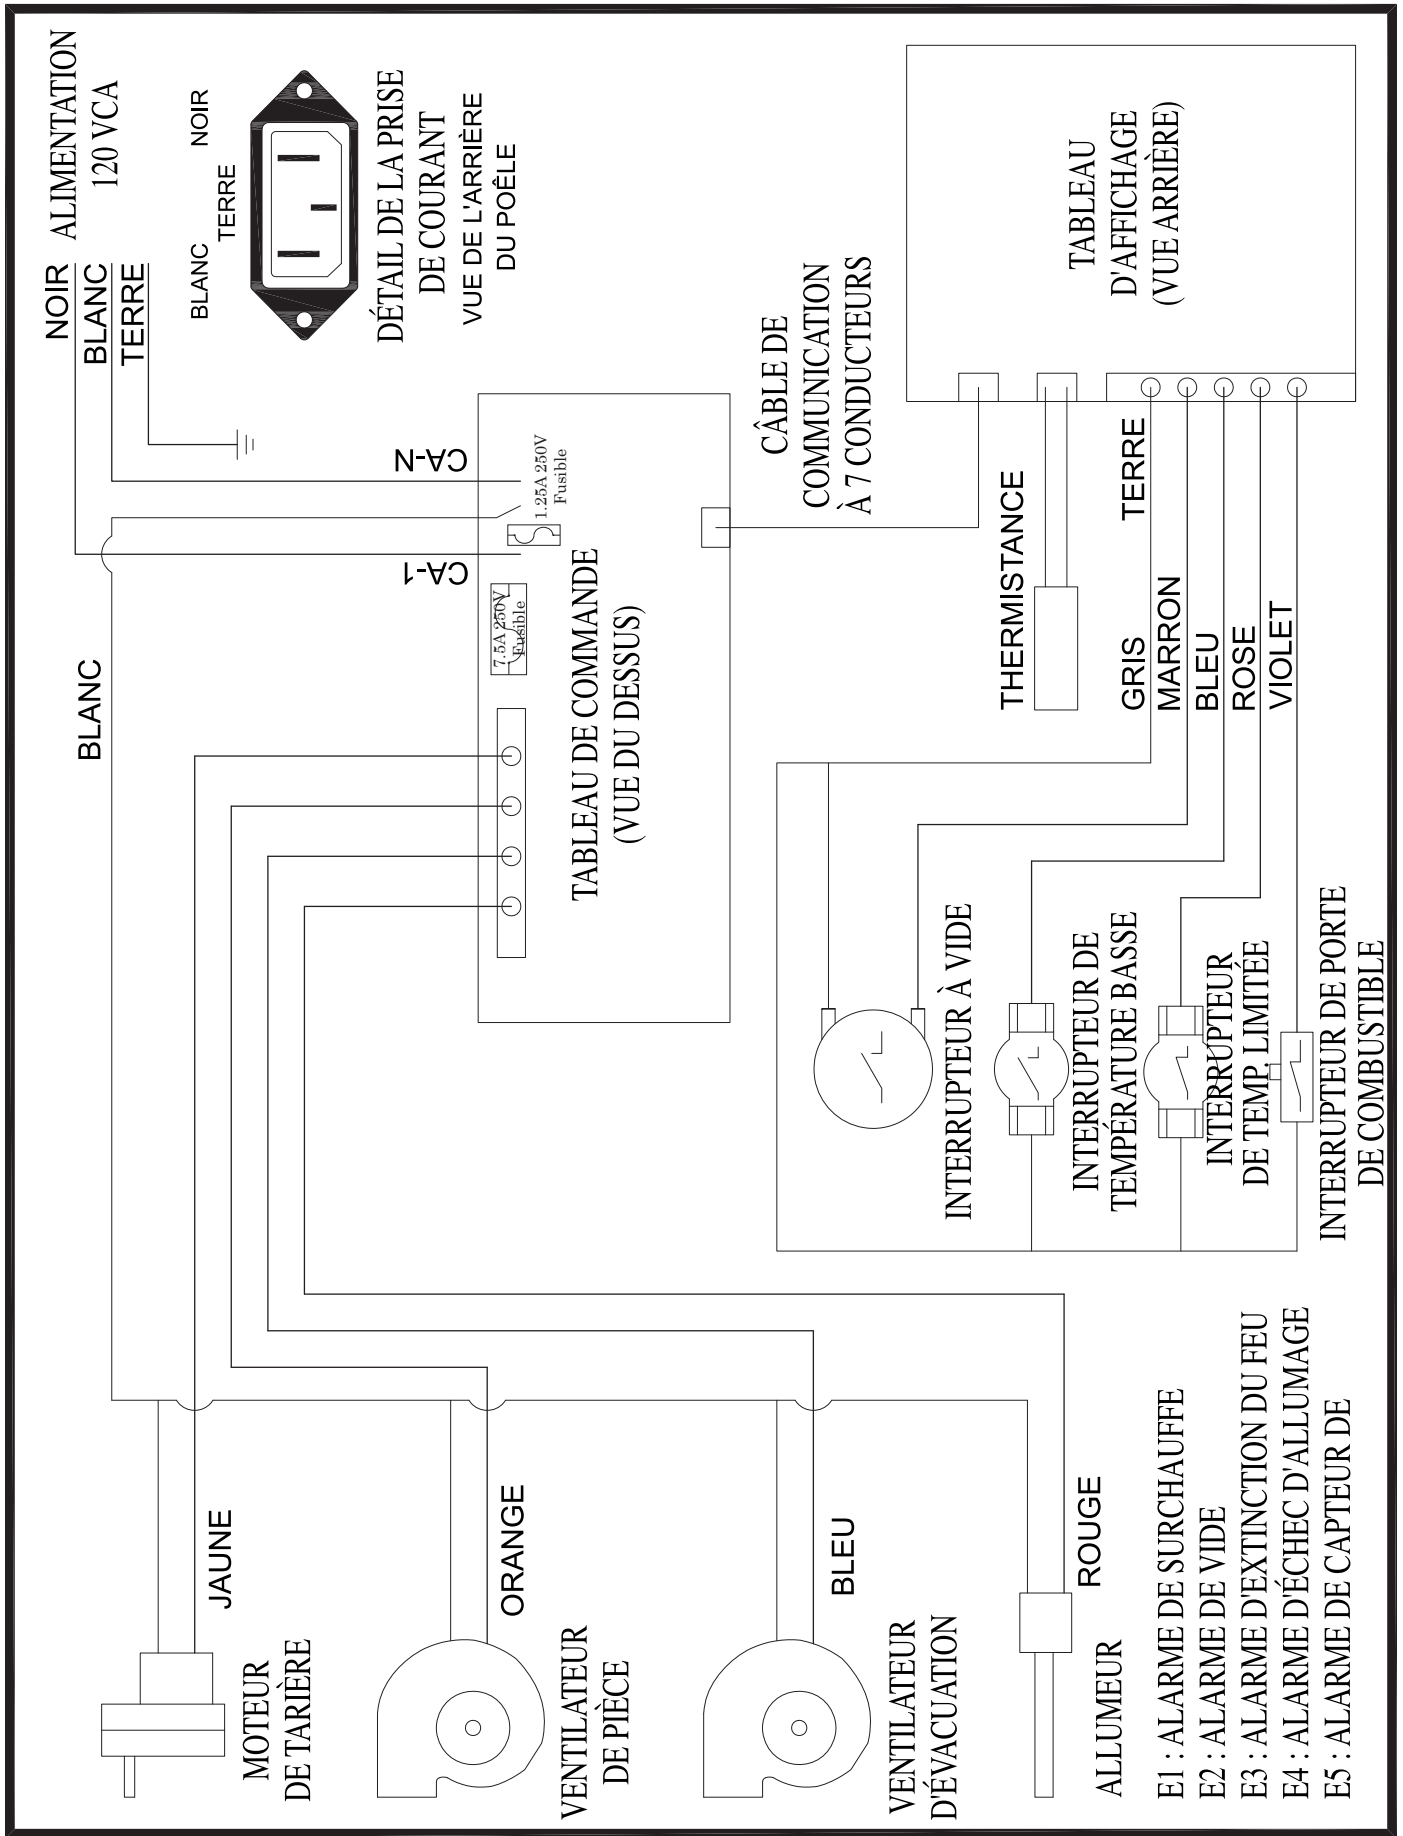 MOTEUR
DE TARIÈRE
JAUNE
VENTILATEUR
DE PIÈCE
ORANGE
VENTILATEUR
D'ÉVACUATION
BLEU
ALLUMEUR
ROUGE
E1 : ALARME DE SURCHAUFFE
E2 : ALARME DE VIDE
E3 : ALARME D'EXTINCTION DU FEU
E4 : ALARME D'ÉCHEC D'ALLUMAGE
E5 : ALARME DE CAPTEUR DE
BLANC
NOIR
BLANC
TERRE
ALIMENTATION
120 VCA
BLANC
NOIR
TERRE
DÉTAIL DE LA PRISE
DE COURANT
VUE DE L'ARRIÈRE
DU POÊLE
CA-N
CA-1
1.25A 250V
Fusible
7.5A 250V
Fusible
TABLEAU DE COMMANDE
(VUE DU DESSUS)
CÂBLE DE
COMMUNICATION
À 7 CONDUCTEURS
TABLEAU
D'AFFICHAGE
(VUE ARRIÈRE)
THERMISTANCE
GRIS
TERRE
MARRON
BLEU
ROSE
VIOLET
INTERRUPTEUR À VIDE
INTERRUPTEUR DE
TEMPÉRATURE BASSE
INTERRUPTEUR
DE TEMP. LIMITÉE
INTERRUPTEUR DE PORTE
DE COMBUSTIBLE